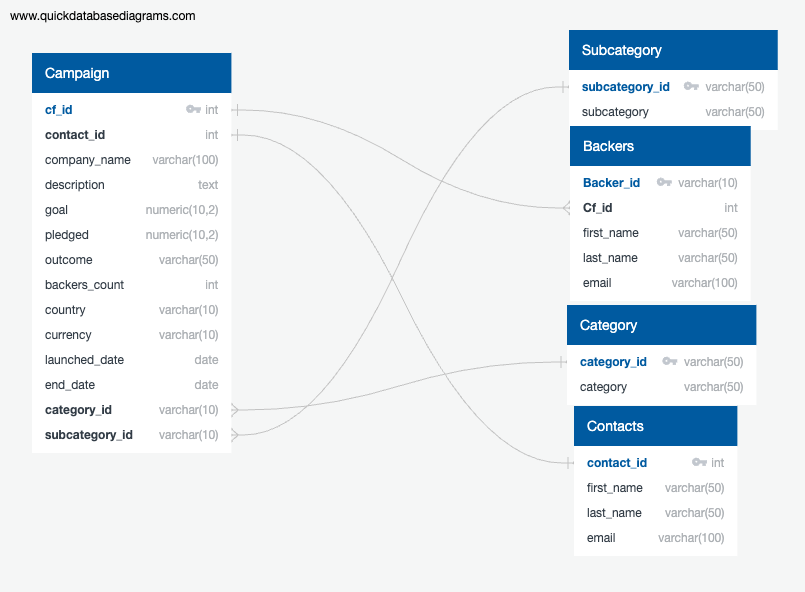 www.quickdatabasediagrams.com
Campaign
cf_id int
contact_id int
company_name varchar(100)
description text
goal numeric(10,2)
pledged numeric(10,2)
outcome varchar(50)
backers_count int
country varchar(10)
currency varchar(10)
launched_date date
end_date date
category_id varchar(10)
subcategory_id varchar(10)
Subcategory
subcategory_id varchar(50)
subcategory varchar(50)
Backers
Backer_id varchar(10)
Cf_id int
first_name varchar(50)
last_name varchar(50)
email varchar(100)
Category
category_id varchar(50)
category varchar(50)
Contacts
contact_id int
first_name varchar(50)
last_name varchar(50)
email varchar(100)